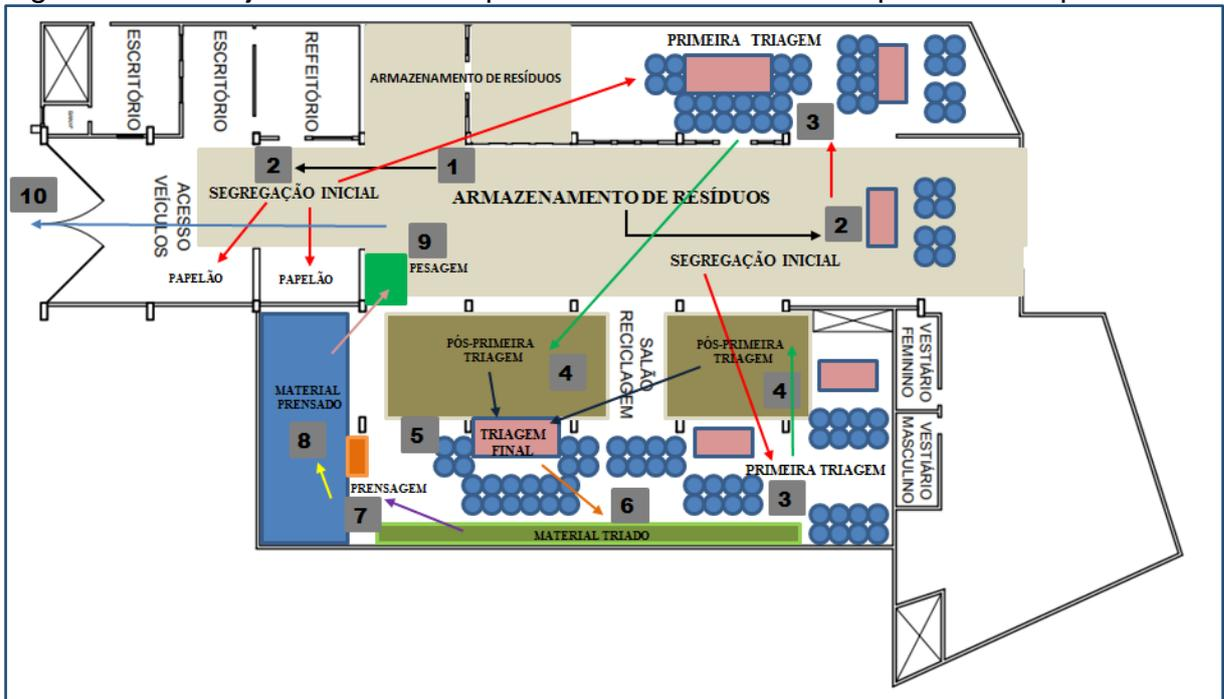 ESCRITÓRIO
ESCRITÓRIO
REFEITÓRIO
ARMAZENAMENTO DE RESÍDUOS
PRIMEIRA TRIAGEM
3
2
1
10
ACESSO
VEÍCULOS
SEGREGAÇÃO INICIAL
ARMAZENAMENTO DE RESÍDUOS
2
9
PESAGEM
SEGREGAÇÃO INICIAL
PAPELÃO
PAPELÃO
PÓS-PRIMEIRA
TRIAGEM
4
SALÃO
RECICLAGEM
PÓS-PRIMEIRA
TRIAGEM
4
VESTIÁRIO
FEMININO
MATERIAL
PRENSADO
8
5
TRIAGEM
FINAL
PRIMEIRA TRIAGEM
3
VESTIÁRIO
MASCULINO
PRENSAGEM
7
6
MATERIAL TRIADO